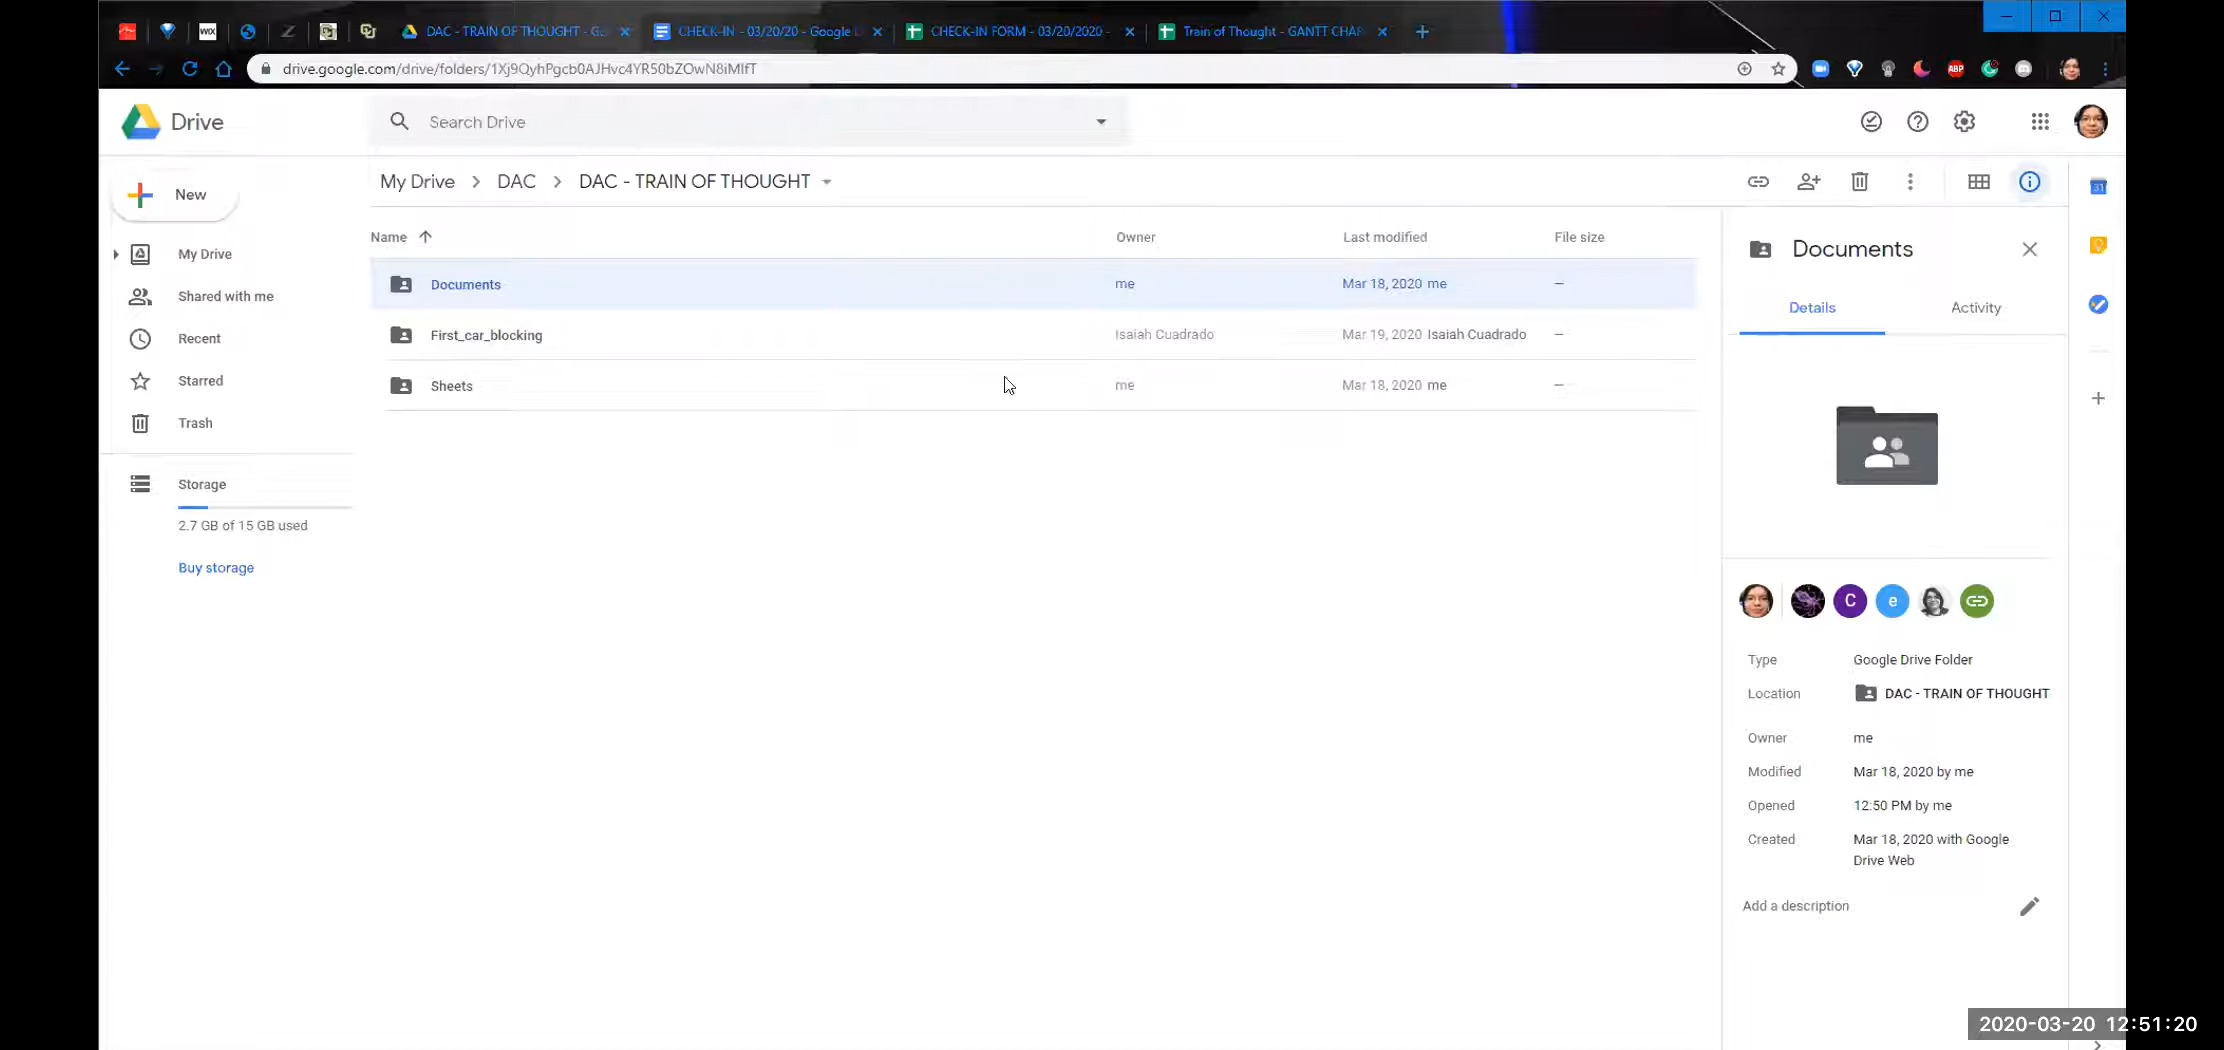 DAC - TRAIN OF THOUGHT - G
CHECK-IN - 03/20/20 - Google
CHECK-IN FORM - 03/20/2020 -
Train of Thought - GANTT CHAR
drive.google.com/drive/folders/1Xj9QyhPgcb0AJHvc4YR50bZOwN8iMlfT
ABP
Drive
Search Drive
New
My Drive > DAC > DAC - TRAIN OF THOUGHT
31
My Drive
Shared with me
Recent
Starred
Trash
Storage
2.7 GB of 15 GB used
Buy storage
Name Owner Last modified File size
Documents me Mar 18, 2020 me –
First_car_blocking Isaiah Cuadrado Mar 19, 2020 Isaiah Cuadrado –
Sheets me Mar 18, 2020 me –
Documents
Details Activity
C e
Type Google Drive Folder
Location DAC - TRAIN OF THOUGHT
Owner me
Modified Mar 18, 2020 by me
Opened 12:50 PM by me
Created Mar 18, 2020 with Google
Drive Web
Add a description
2020-03-20 12:51:20